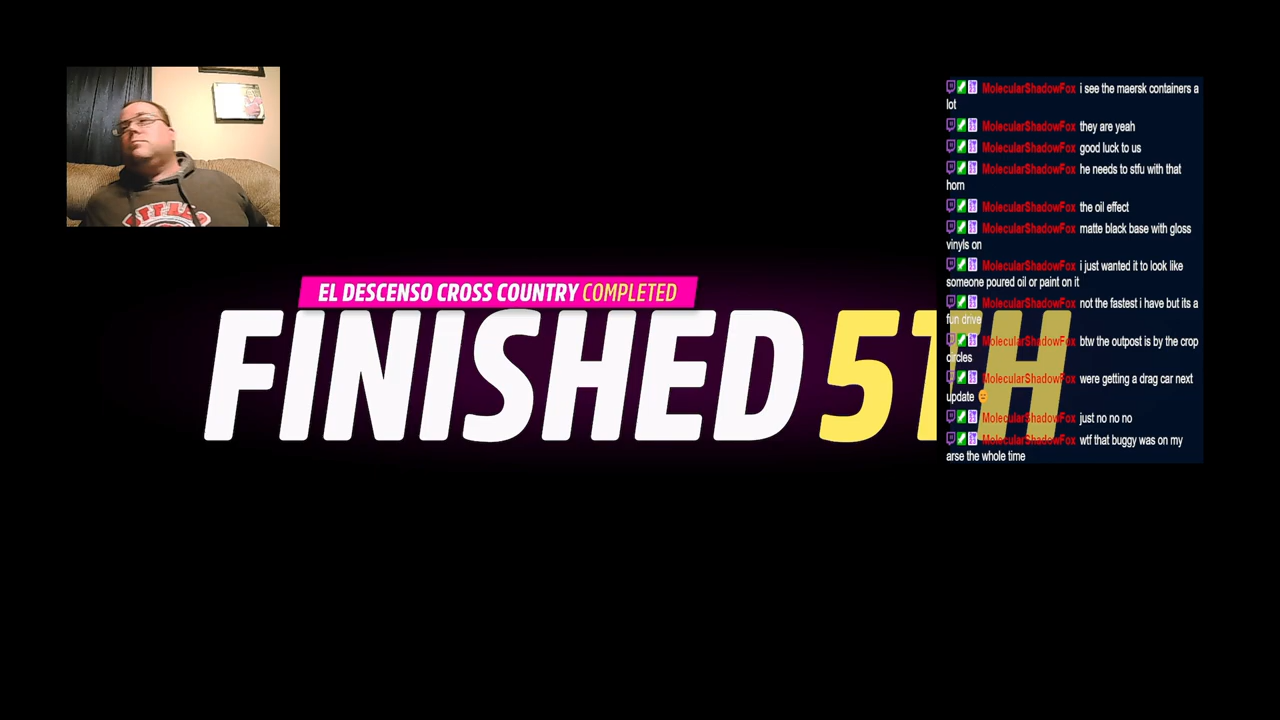 EL DESCENSO CROSS COUNTRY COMPLETED
FINISHED 5TH
MolecularShadowFox i see the maersk containers a
lot
MolecularShadowFox they are yeah
MolecularShadowFox good luck to us
MolecularShadowFox he needs to stfu with that
horn
MolecularShadowFox the oil effect
MolecularShadowFox matte black base with gloss
vinyls on
MolecularShadowFox i just wanted it to look like
someone poured oil or paint on it
MolecularShadowFox not the fastest i have but its a
fun drive
MolecularShadowFox btw the outpost is by the crop
circles
MolecularShadowFox were getting a drag car next
update
MolecularShadowFox just no no no
MolecularShadowFox wtf that buggy was on my
arse the whole time